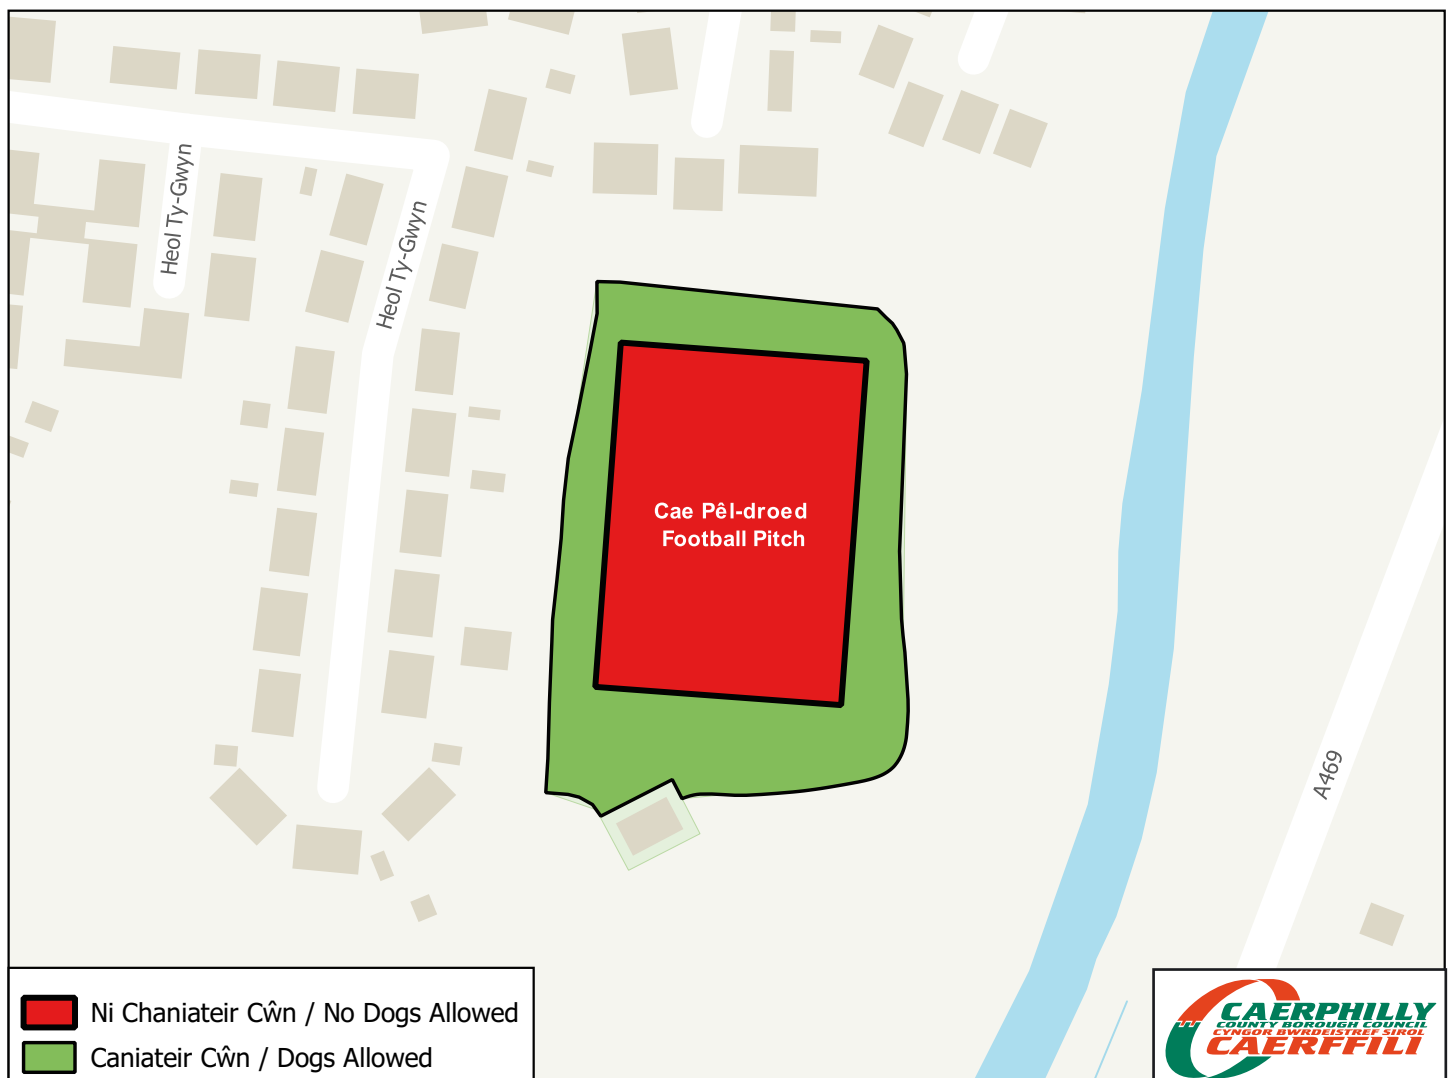 Heol Ty-Gwyn
Heol Ty-Gwyn
Cae Pêl-droed
Football Pitch
A469
Ni Chaniateir Cŵn / No Dogs Allowed
Caniateir Cŵn / Dogs Allowed
CAERPHILLY
COUNTY BOROUGH COUNCIL
CYNGOR BWRDEISTREF SIROL
CAERFFILI